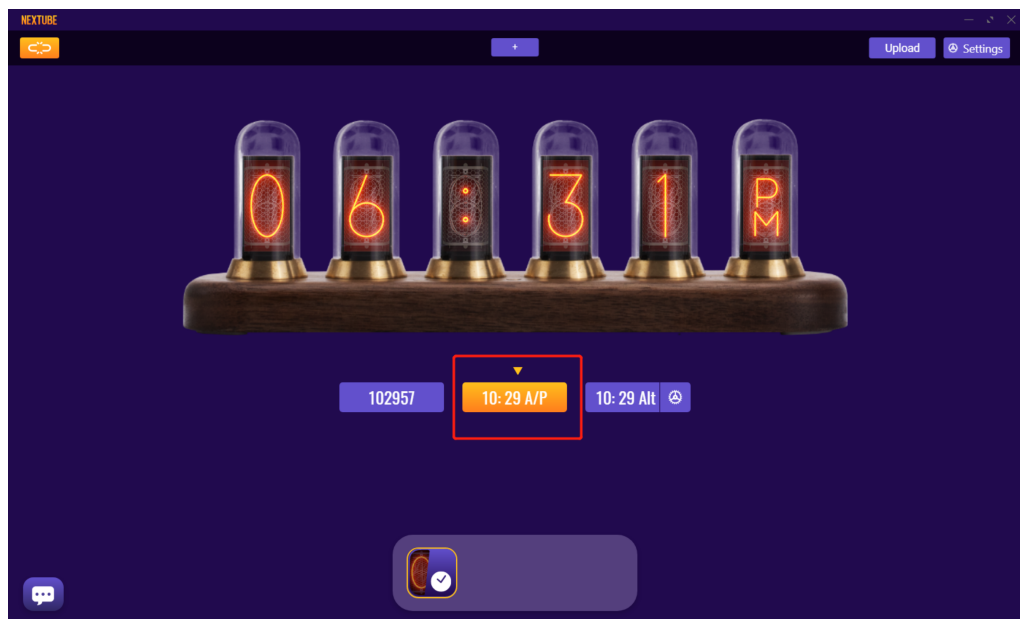 NEXTUBE
+
Upload
Settings
06:31 PM
102957
10: 29 A/P
10: 29 Alt